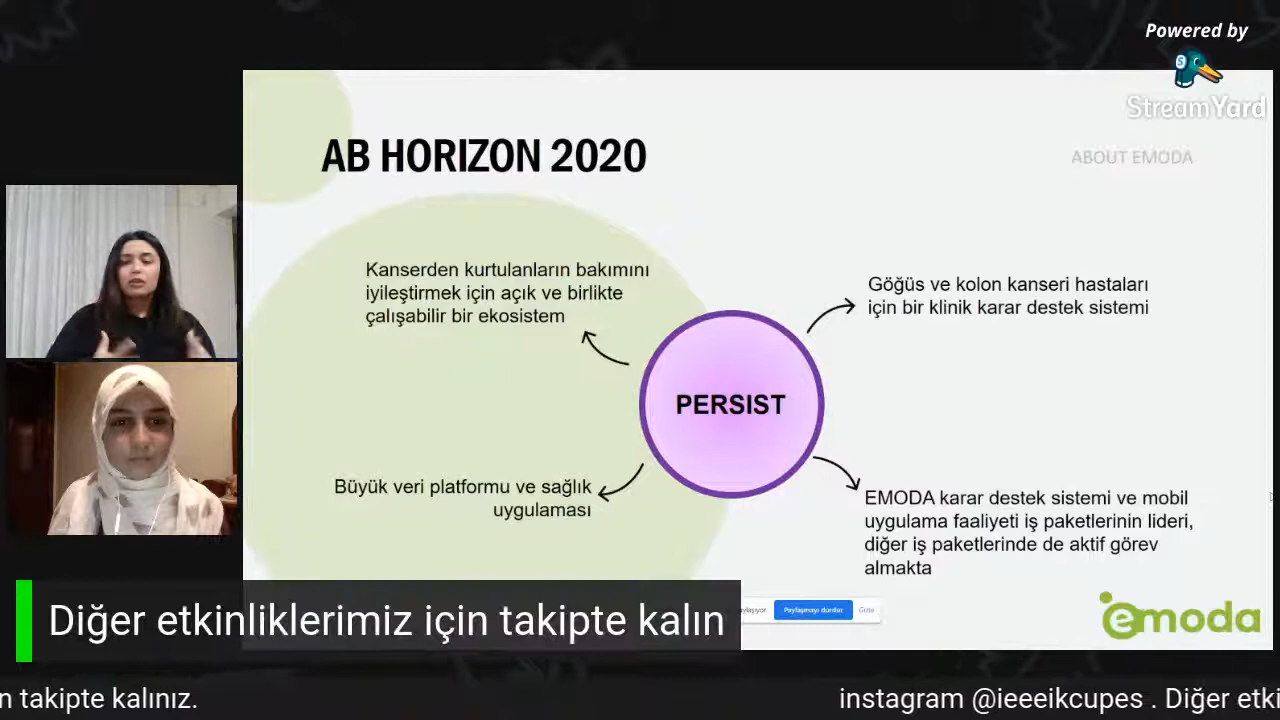 Powered by
StreamYard
AB HORIZON 2020
ABOUT EMODA
Kanserden kurtulanların bakımını
iyileştirmek için açık ve birlikte
çalışabilir bir ekosistem
Göğüs ve kolon kanseri hastaları
için bir klinik karar destek sistemi
PERSIST
Büyük veri platformu ve sağlık
uygulaması
EMODA karar destek sistemi ve mobil
uygulama faaliyeti iş paketlerinin lideri,
diğer iş paketlerinde de aktif görev
almakta
Paylaşmayı durdur Gizle
emoda
Diğer etkinliklerimiz için takipte kalın
n takipte kalınız. instagram @ieeeikcupes . Diğer etki